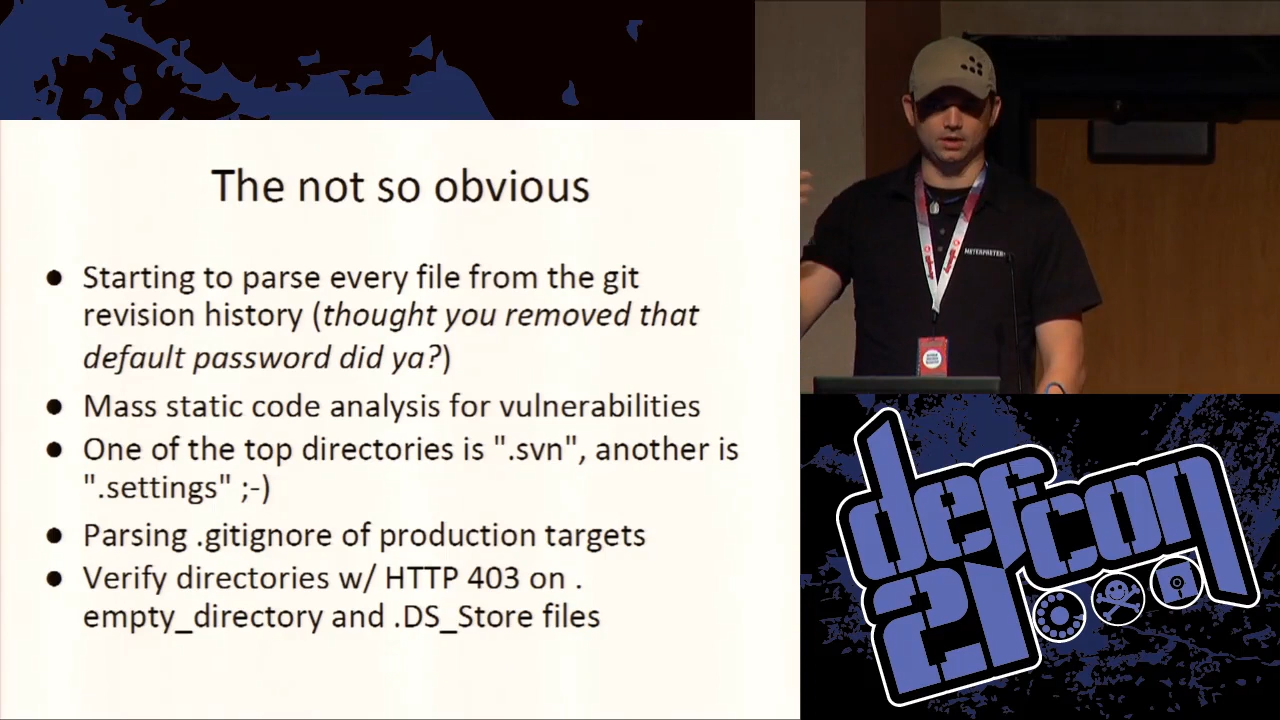 The not so obvious
● Starting to parse every file from the git
revision history (thought you removed that
default password did ya?)
● Mass static code analysis for vulnerabilities
● One of the top directories is ".svn", another is
".settings" ;-)
● Parsing .gitignore of production targets
● Verify directories w/ HTTP 403 on .
empty_directory and .DS_Store files
METERPRETER
defcon
21